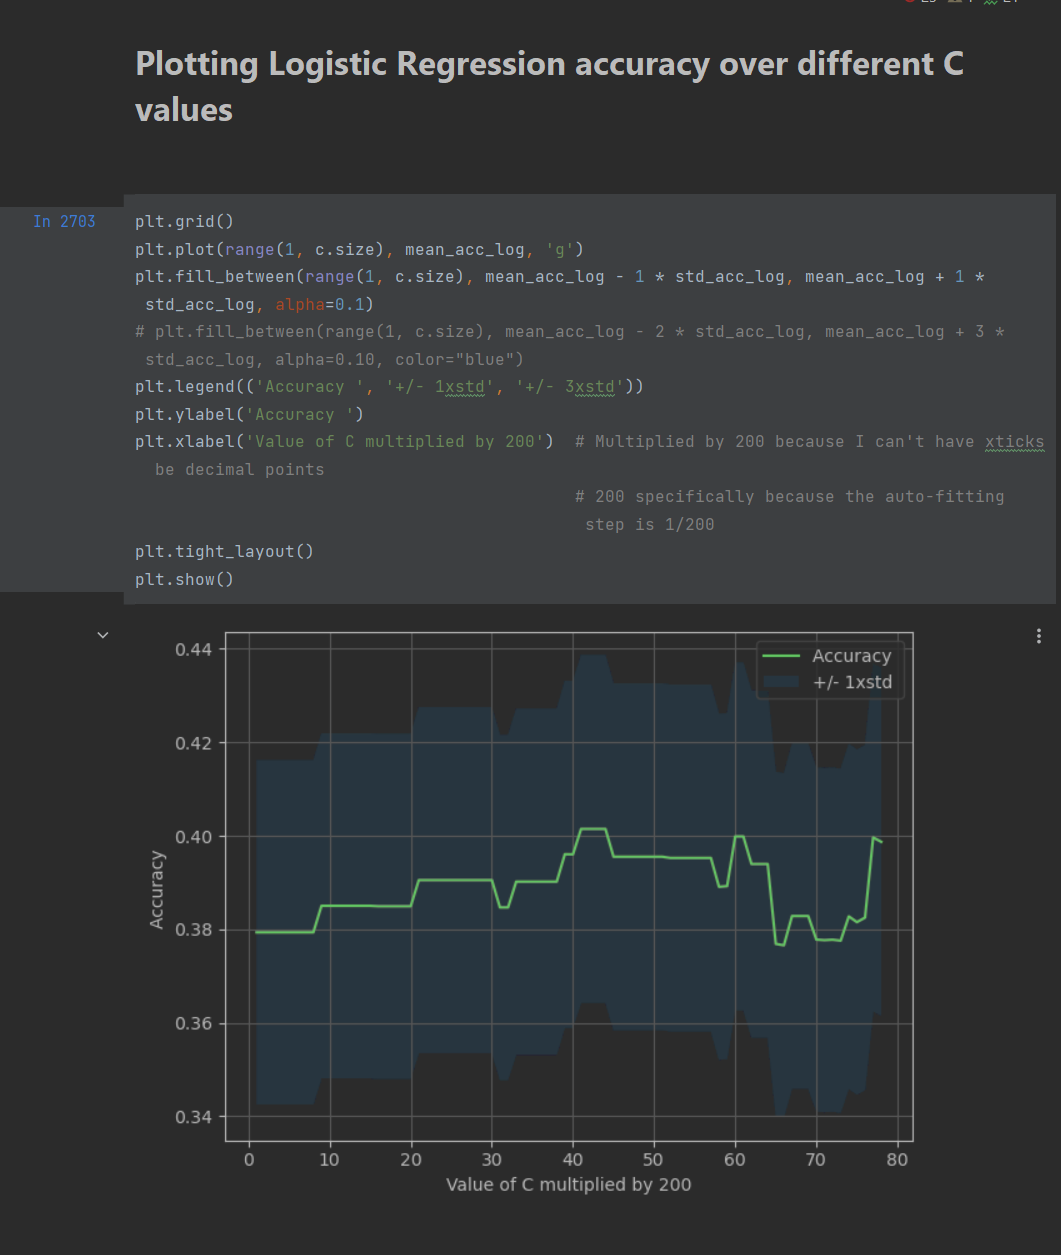 Plotting Logistic Regression accuracy over different C
values
In 2703
plt.grid()
plt.plot(range(1, c.size), mean_acc_log, 'g')
plt.fill_between(range(1, c.size), mean_acc_log - 1 * std_acc_log, mean_acc_log + 1 *
std_acc_log, alpha=0.1)
# plt.fill_between(range(1, c.size), mean_acc_log - 2 * std_acc_log, mean_acc_log + 3 *
std_acc_log, alpha=0.10, color="blue")
plt.legend(('Accuracy ', '+/- 1xstd', '+/- 3xstd'))
plt.ylabel('Accuracy ')
plt.xlabel('Value of C multiplied by 200')  # Multiplied by 200 because I can't have xticks
be decimal points
# 200 specifically because the auto-fitting
step is 1/200
plt.tight_layout()
plt.show()
0.44
0.42
0.40
0.38
0.36
0.34
Accuracy
Accuracy
+/- 1xstd
0 10 20 30 40 50 60 70 80
Value of C multiplied by 200